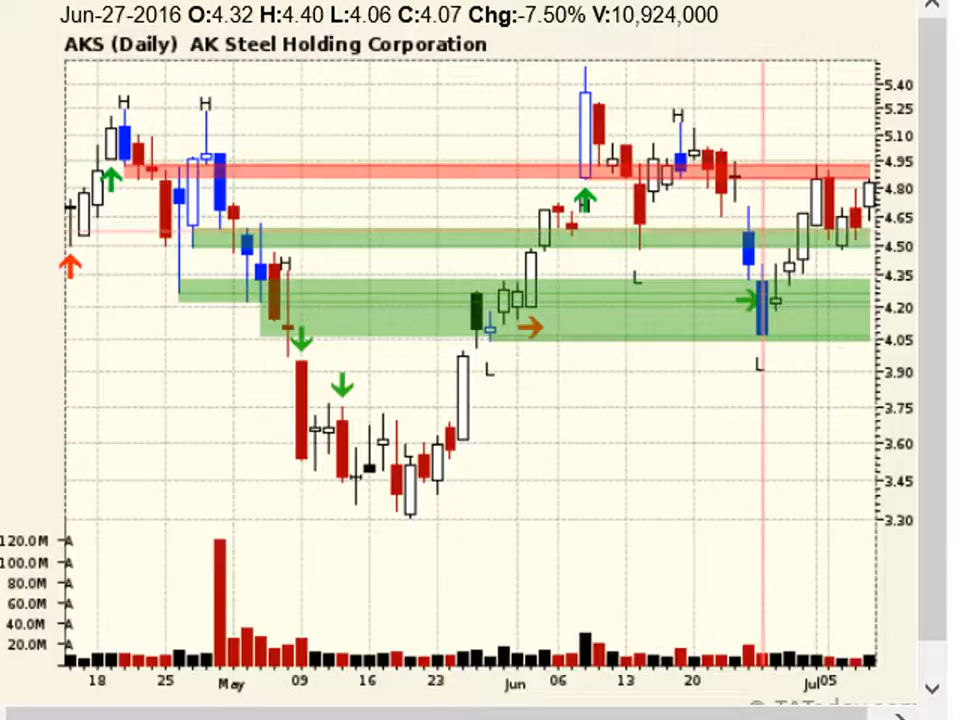 Jun-27-2016 O:4.32 H:4.40 L:4.06 C:4.07 Chg:-7.50% V:10,924,000
AKS (Daily) AK Steel Holding Corporation
H
H
H
H
L
L
L
L
5.40
5.25
5.10
4.95
4.80
4.65
4.50
4.35
4.20
4.05
3.90
3.75
3.60
3.45
3.30
120.0M
100.0M
80.0M
60.0M
40.0M
20.0M
A
A
A
A
A
A
18 25 May 09 16 23 Jun 06 13 20 Jul 05